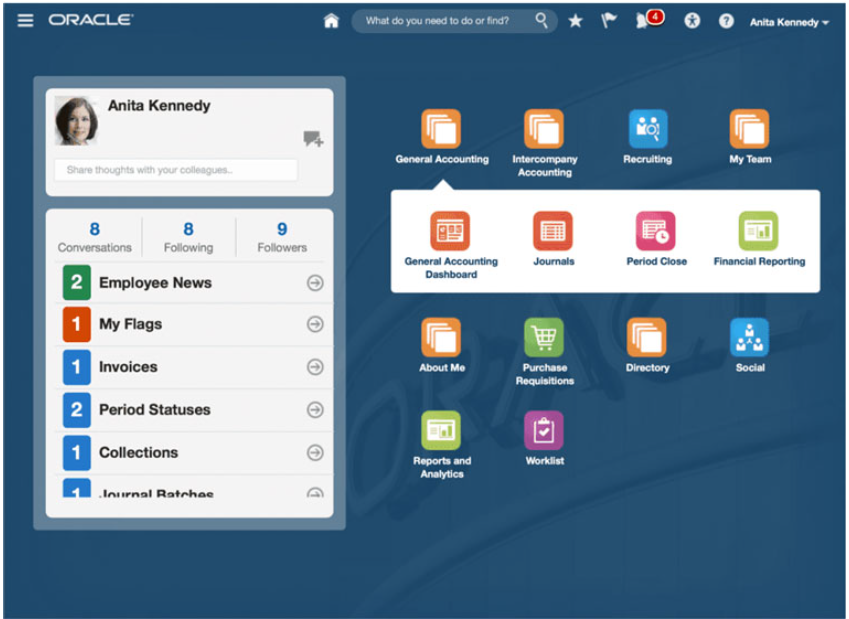 ORACLE
What do you need to do or find?
4
Anita Kennedy
Anita Kennedy
Share thoughts with your colleagues..
8
Conversations
8
Following
9
Followers
2 Employee News
1 My Flags
1 Invoices
2 Period Statuses
1 Collections
1 Journal Batches
General Accounting
Intercompany
Accounting
Recruiting
My Team
General Accounting
Dashboard
Journals
Period Close
Financial Reporting
About Me
Purchase
Requisitions
Directory
Social
Reports and
Analytics
Worklist
ORACLE